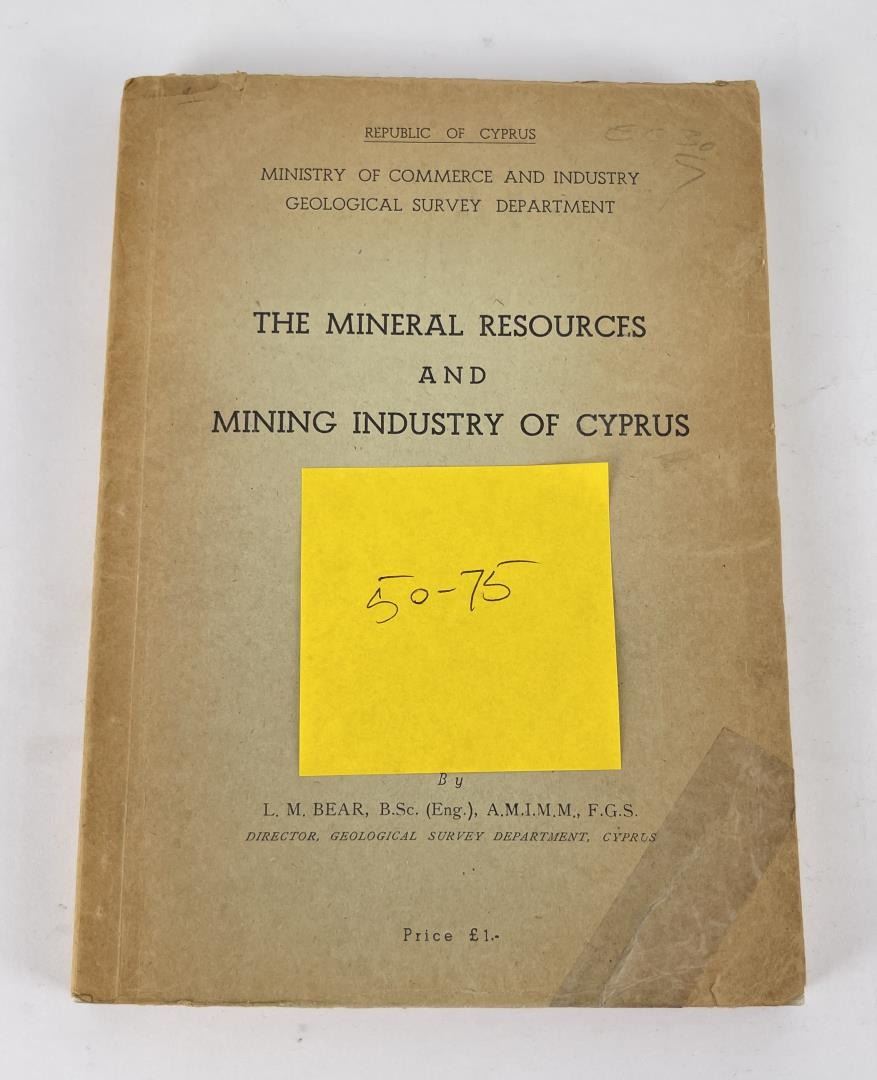 REPUBLIC OF CYPRUS
MINISTRY OF COMMERCE AND INDUSTRY
GEOLOGICAL SURVEY DEPARTMENT
THE MINERAL RESOURCES
AND
MINING INDUSTRY OF CYPRUS
50-75
By
L. M. BEAR, B.Sc. (Eng.), A.M.I.M.M., F.G.S.
DIRECTOR, GEOLOGICAL SURVEY DEPARTMENT, CYPRUS
Price £1.-